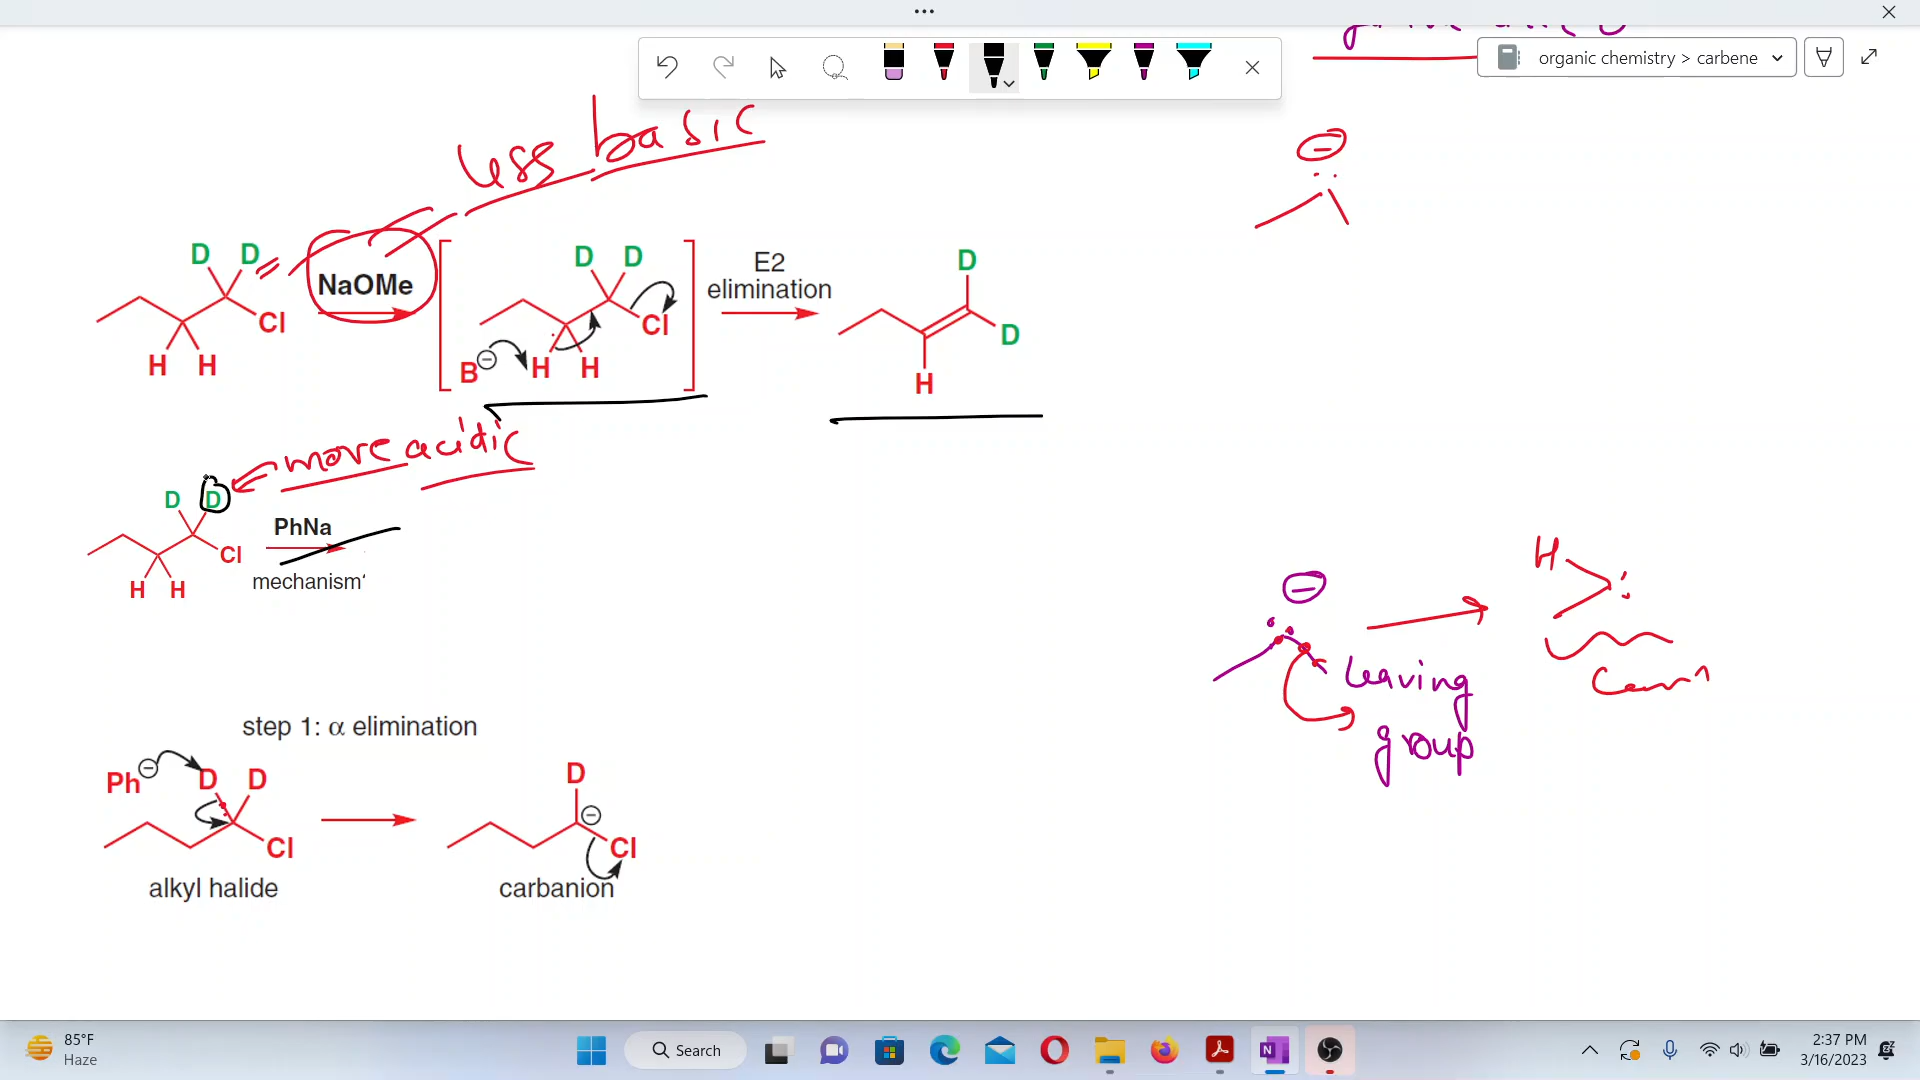 organic chemistry > carbene
less basic
D D
NaOMe
Cl
H H
D D
Cl
B ⊖ H H
E2
elimination
D
D
H
more acidic
D D
PhNa
Cl
mechanism
H H
⊖
⊖
H
leaving
group
step 1: α elimination
Ph ⊖ D D
Cl
alkyl halide
D
⊖
Cl
carbanion
85°F
Haze
Search
2:37 PM
3/16/2023